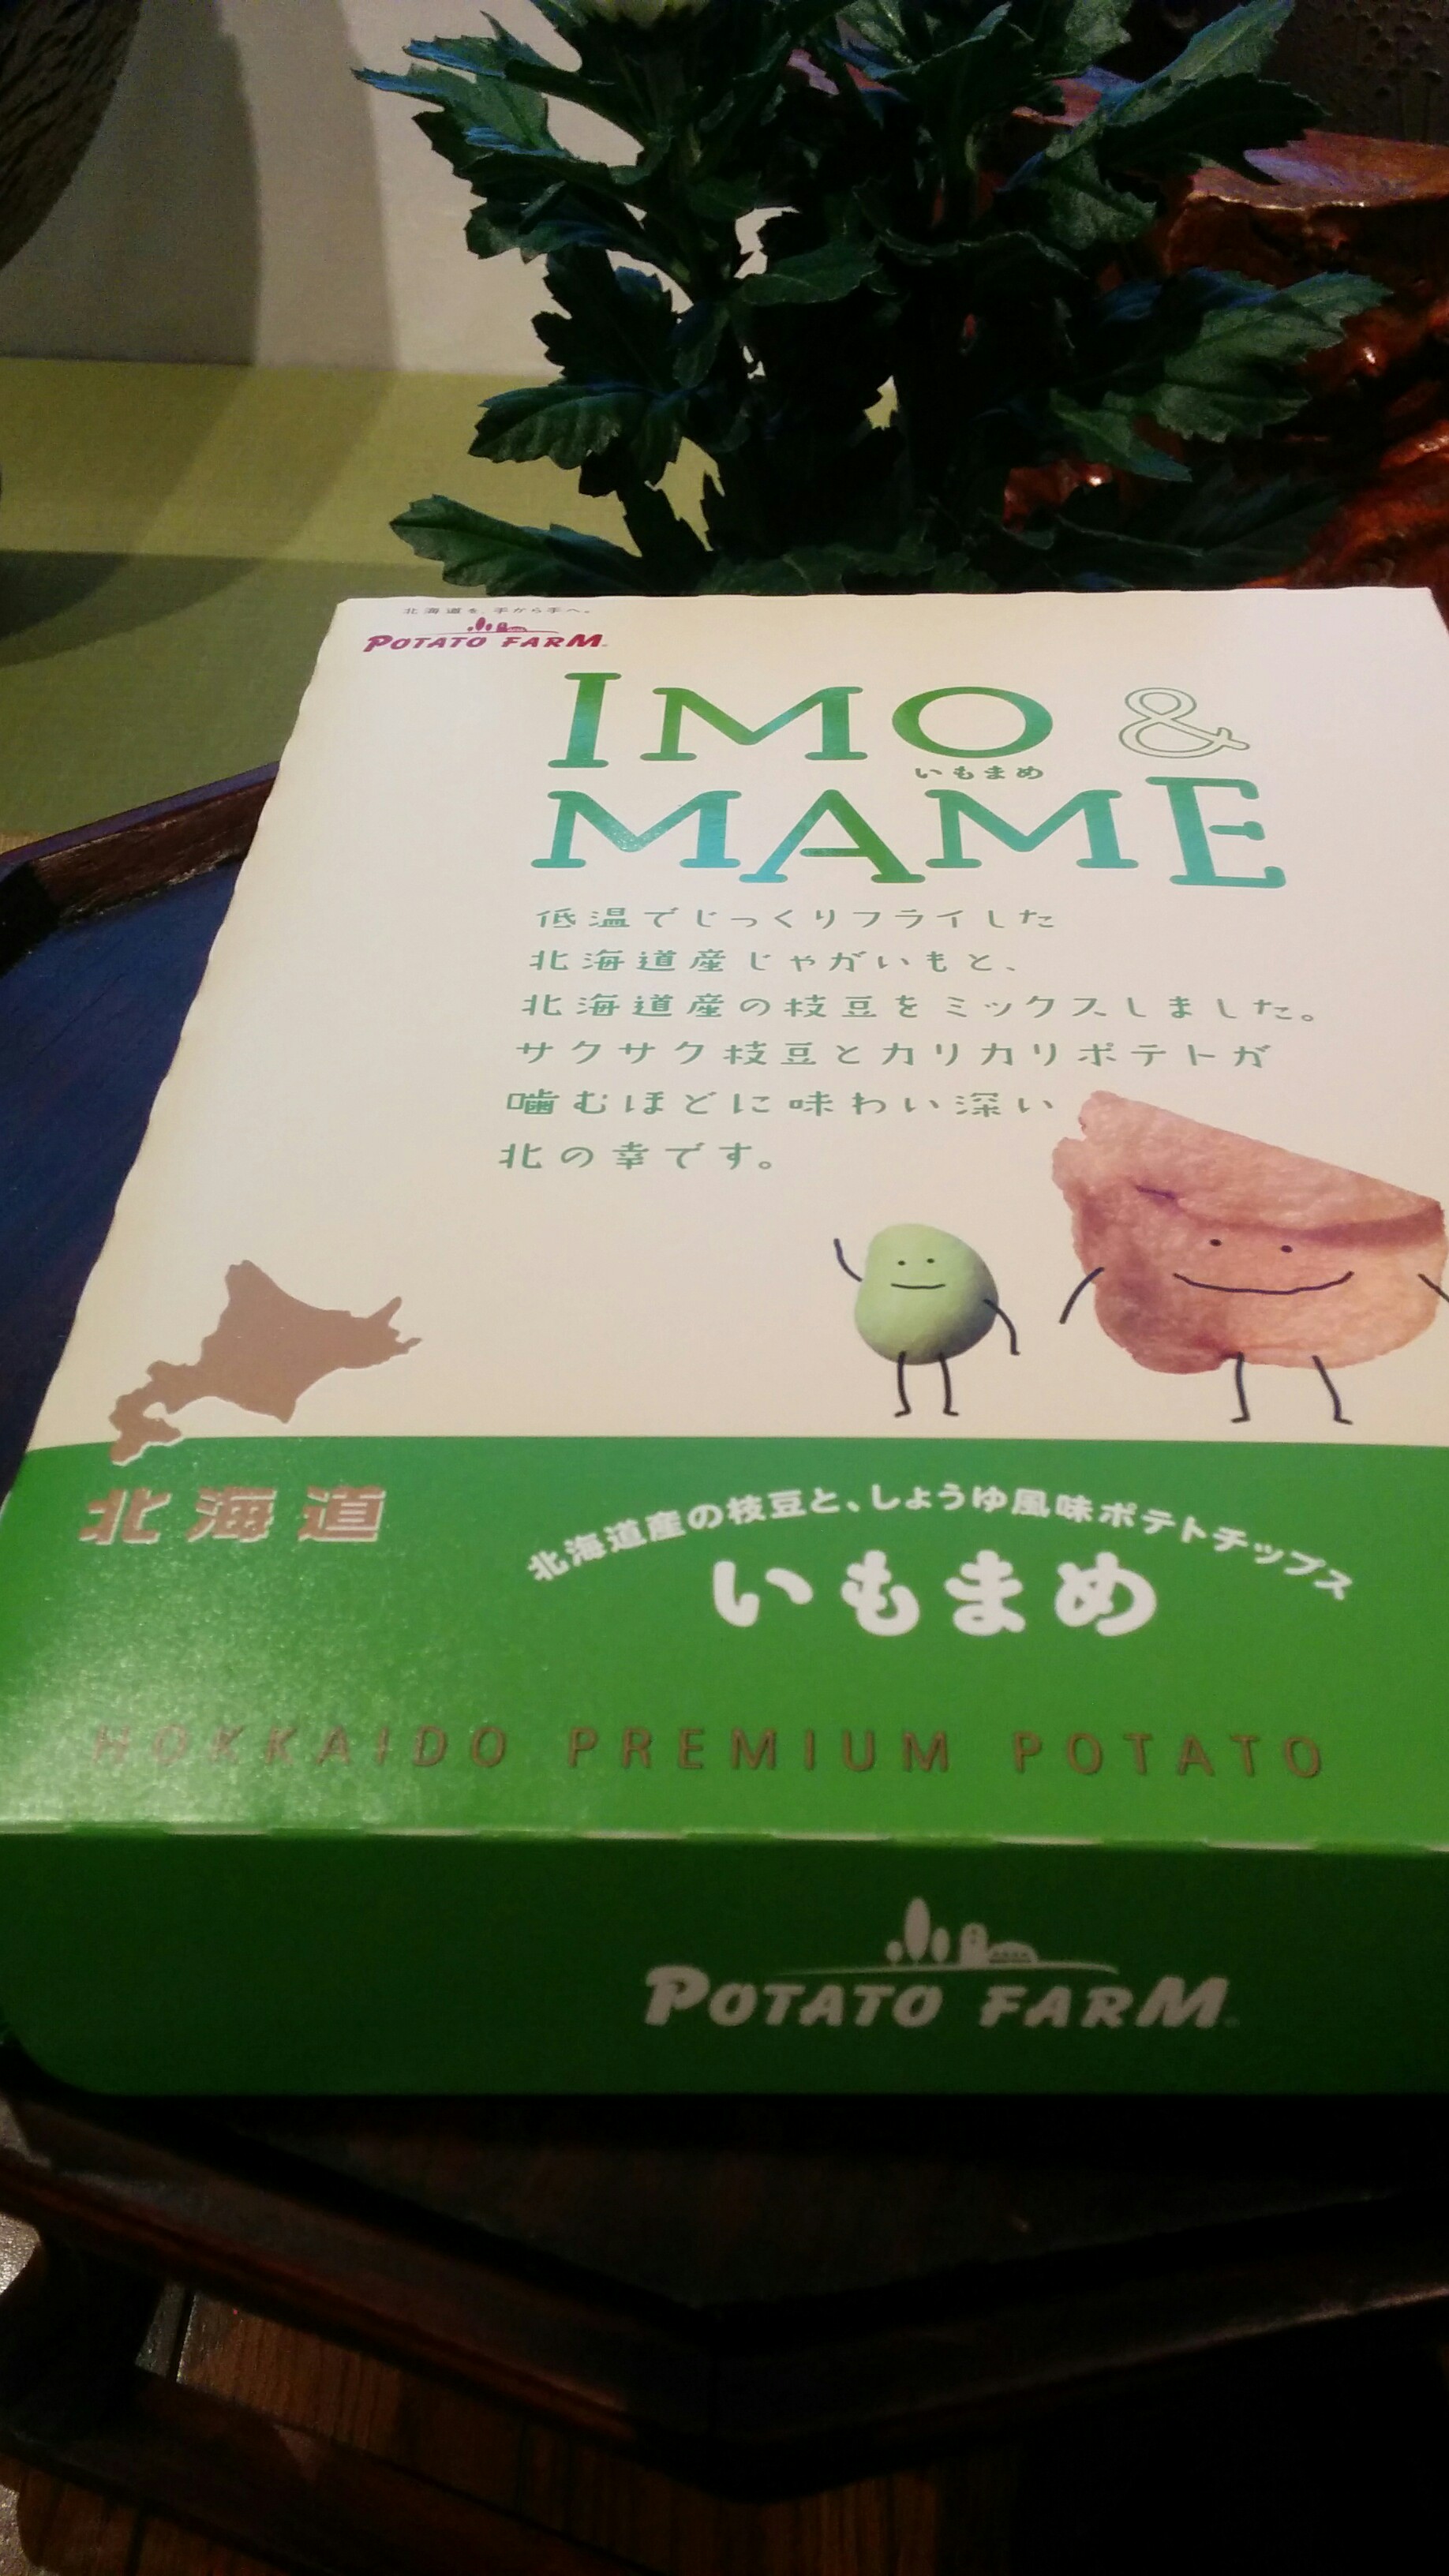 北海道を、手から手へ。
POTATO FARM
IMO &
いもまめ
MAME
低温でじっくりフライした
北海道産じゃがいもと、
北海道産の枝豆をミックスしました。
サクサク枝豆とカリカリポテトが
噛むほどに味わい深い
北の幸です。
北海道
北海道産の枝豆と、しょうゆ風味ポテトチップス
いもまめ
HOKKAIDO PREMIUM POTATO
POTATO FARM